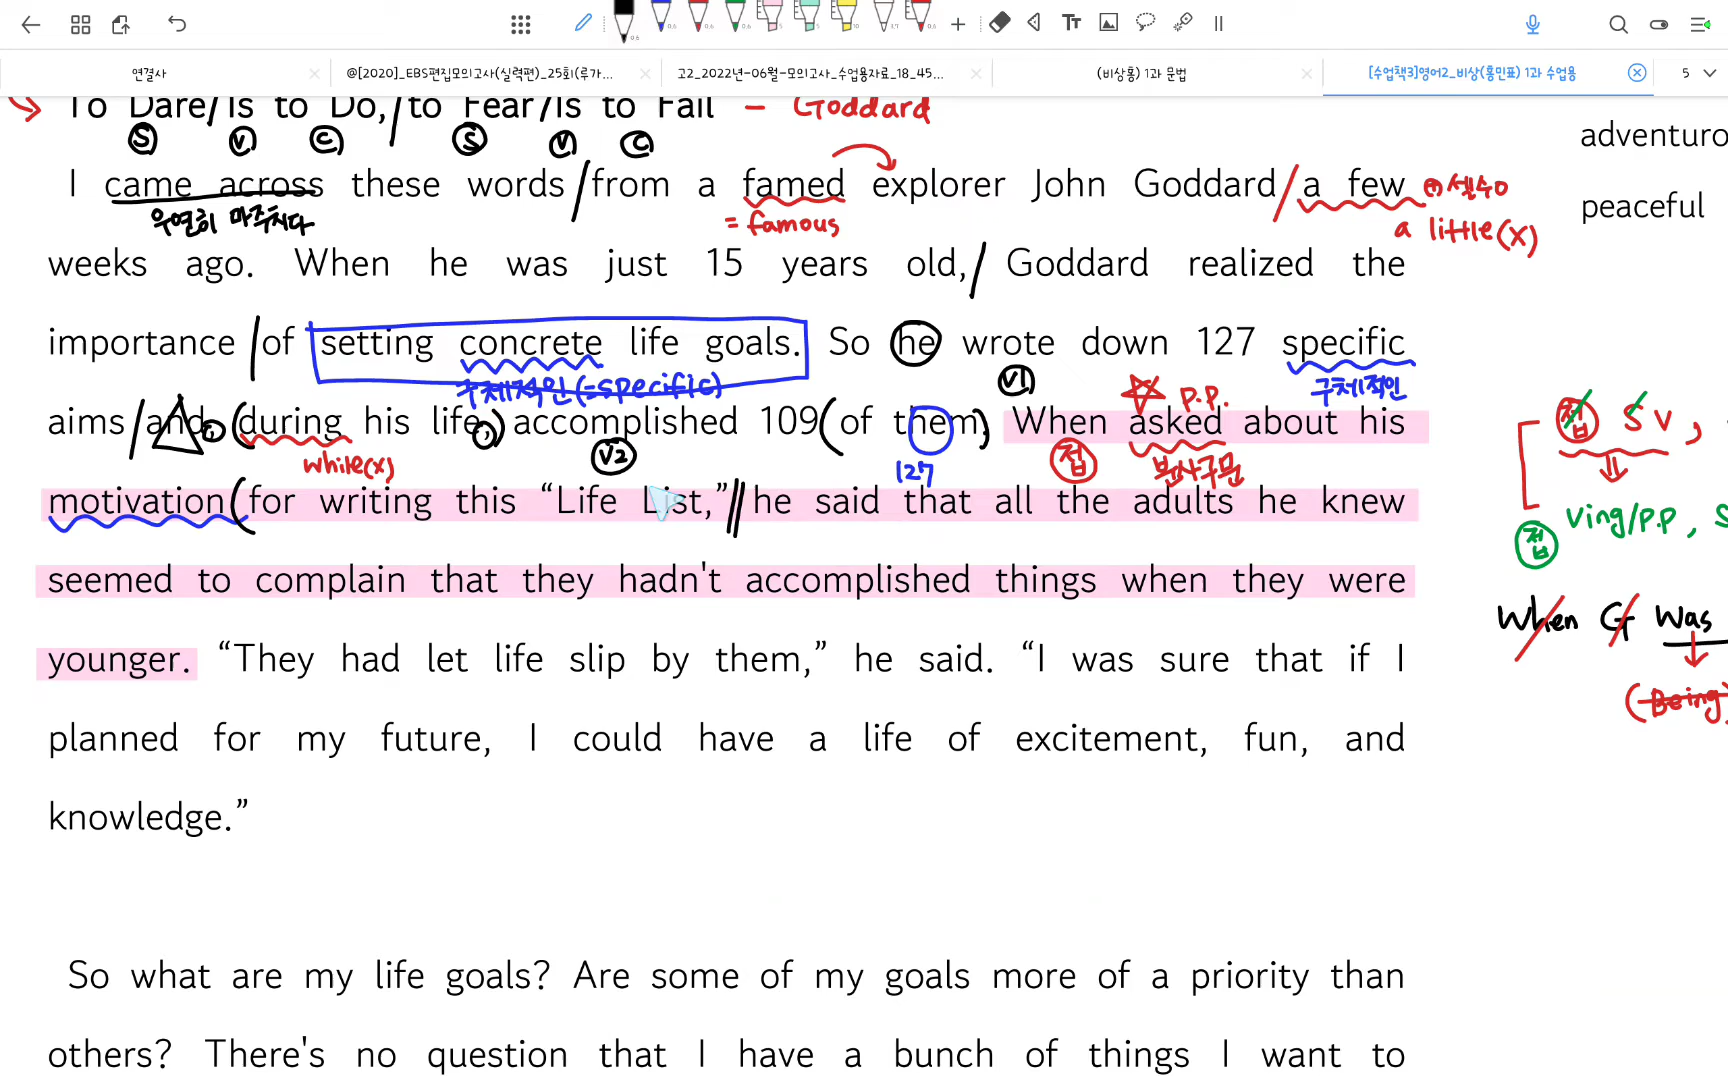 연결사
@[2020]_EBS편집모의고사(실력편)_25회(류가...
고2_2022년-06월-모의고사_수업용자료_18_45...
(비상홍) 1과 문법
[수업책3]영어2_비상(홍민표) 1과 수업용
5
To Dare/Is to Do,/to Fear/Is to Fail - Goddard
S V C S V C
adventuro
I came across these words/from a famed explorer John Goddard/a few 셀수O
우연히 마주치다 = famous a little(X)
peaceful
weeks ago. When he was just 15 years old,/ Goddard realized the
importance/of setting concrete life goals. So he wrote down 127 specific
구체적인(=specific) V1 P.P. 구체적인
aims/and, (during his life,) accomplished 109(of them) When asked about his
while(X) V2 127 접 분사구문
접 S V,
motivation(for writing this “Life List,”// he said that all the adults he knew
접 Ving/P.P, S
seemed to complain that they hadn't accomplished things when they were
When G was
younger. “They had let life slip by them,” he said. “I was sure that if I
(Being)
planned for my future, I could have a life of excitement, fun, and
knowledge.”
So what are my life goals? Are some of my goals more of a priority than
others? There's no question that I have a bunch of things I want to